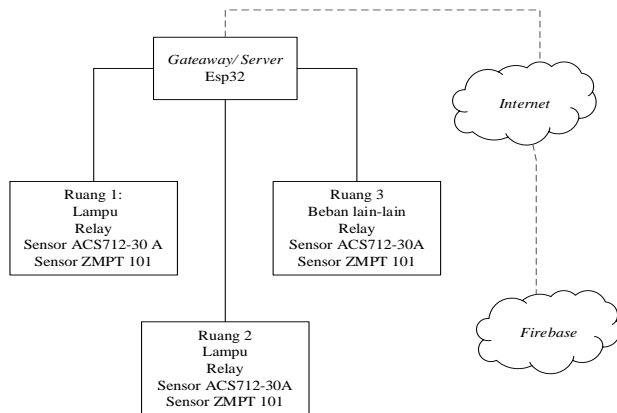 Gateaway/ Server
Esp32
Internet
Ruang 1:
Lampu
Relay
Sensor ACS712-30 A
Sensor ZMPT 101
Ruang 3
Beban lain-lain
Relay
Sensor ACS712-30A
Sensor ZMPT 101
Ruang 2
Lampu
Relay
Sensor ACS712-30A
Sensor ZMPT 101
Firebase